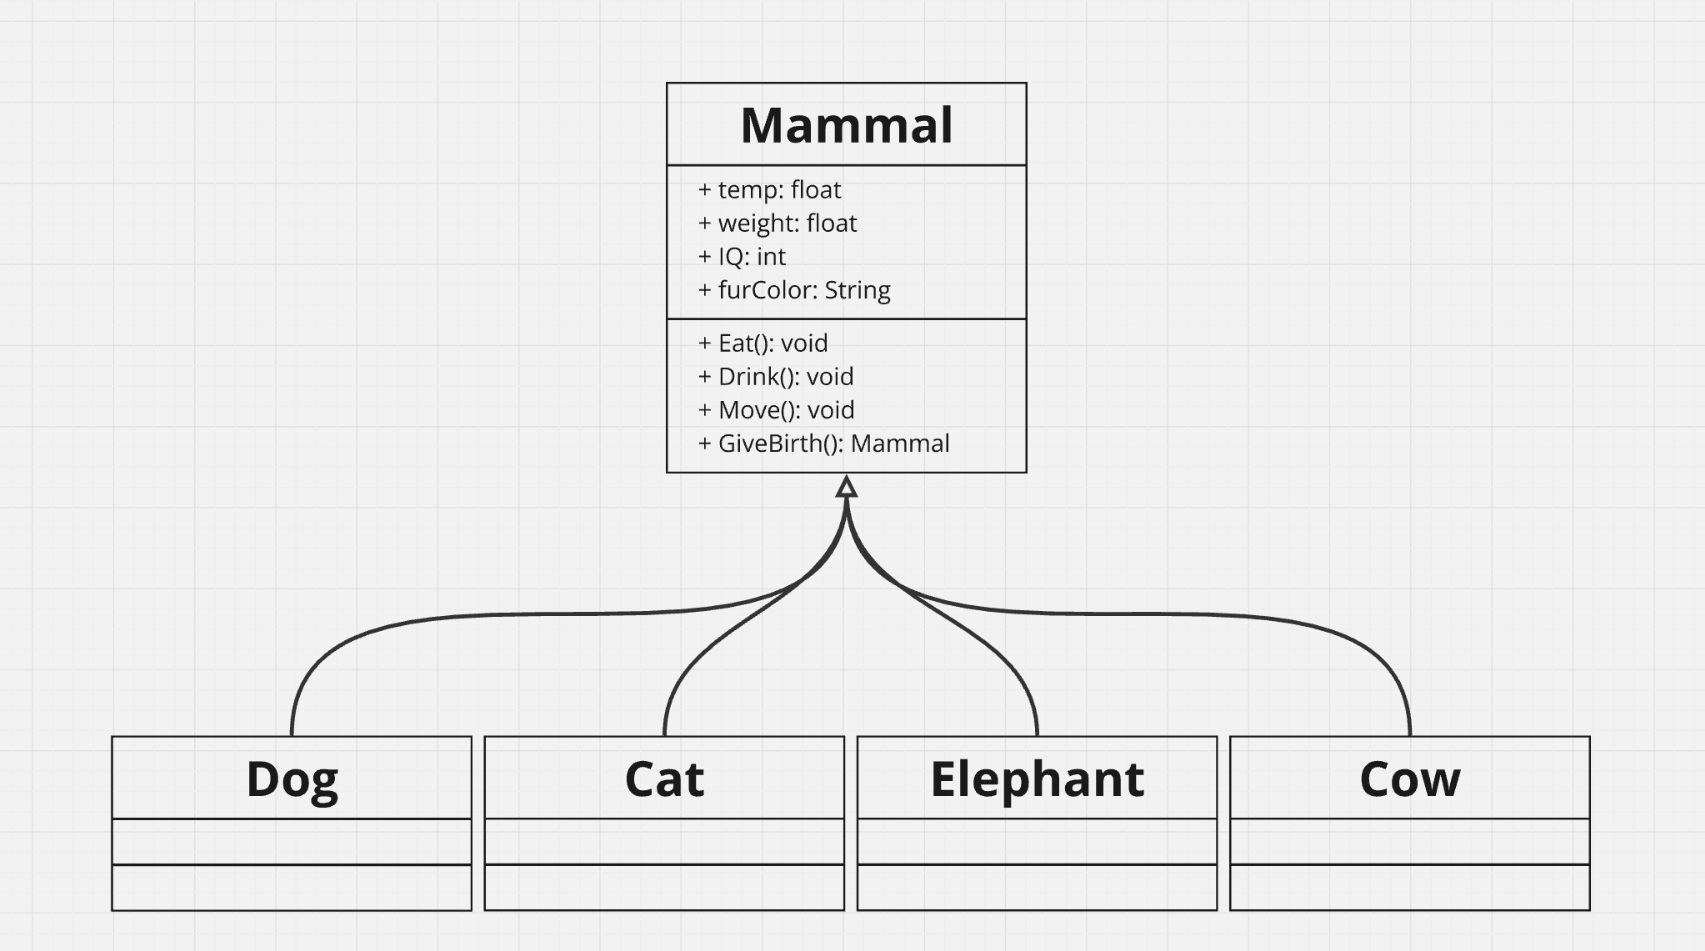 Mammal
+ temp: float
+ weight: float
+ IQ: int
+ furColor: String
+ Eat(): void
+ Drink(): void
+ Move(): void
+ GiveBirth(): Mammal
Dog
Cat
Elephant
Cow